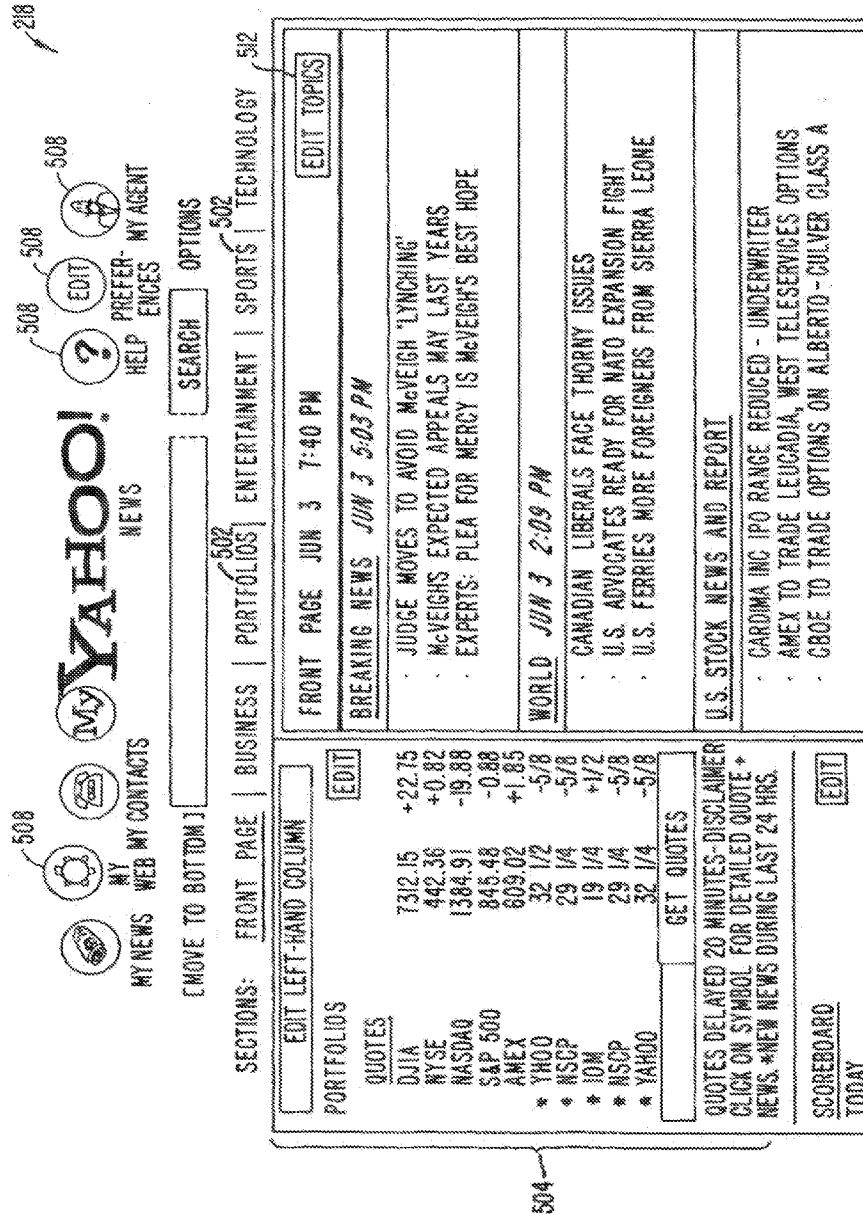 218
508
508
508
508
My YAHOO!
NEWS
MY NEWS
MY WEB
MY CONTACTS
? HELP
EDIT PREFER-ENCES
MY AGENT
[MOVE TO BOTTOM]
SEARCH
OPTIONS
502
502
SECTIONS: FRONT PAGE | BUSINESS | PORTFOLIOS | ENTERTAINMENT | SPORTS | TECHNOLOGY
512
504
EDIT LEFT-HAND COLUMN
PORTFOLIOS [EDIT]
QUOTES
DJIA 7312.15 +22.75
NYSE 442.36 +0.82
NASDAQ 1384.91 -19.88
S&P 500 845.48 -0.88
AMEX 609.02 +1.85
* YHOO 32 1/2 -5/8
* NSCP 29 1/4 -5/8
* IOM 19 1/4 +1/2
* NSCP 29 1/4 -5/8
* YAHOO 32 1/4 -5/8
GET QUOTES
QUOTES DELAYED 20 MINUTES-DISCLAIMER
CLICK ON SYMBOL FOR DETAILED QUOTE +
NEWS. *NEW NEWS DURING LAST 24 HRS.
SCOREBOARD [EDIT]
TODAY
FRONT PAGE JUN 3 7:40 PM [EDIT TOPICS]
BREAKING NEWS JUN 3 5:03 PM
· JUDGE MOVES TO AVOID McVEIGH 'LYNCHING'
· McVEIGHS EXPECTED APPEALS MAY LAST YEARS
· EXPERTS: PLEA FOR MERCY IS McVEIGH'S BEST HOPE
WORLD JUN 3 2:09 PM
· CANADIAN LIBERALS FACE THORNY ISSUES
· U.S. ADVOCATES READY FOR NATO EXPANSION FIGHT
· U.S. FERRIES MORE FOREIGNERS FROM SIERRA LEONE
U.S. STOCK NEWS AND REPORT
· CARDIMA INC IPO RANGE REDUCED - UNDERWRITER
· AMEX TO TRADE LEUCADIA, WEST TELESERVICES OPTIONS
· CBOE TO TRADE OPTIONS ON ALBERTO-CULVER CLASS A